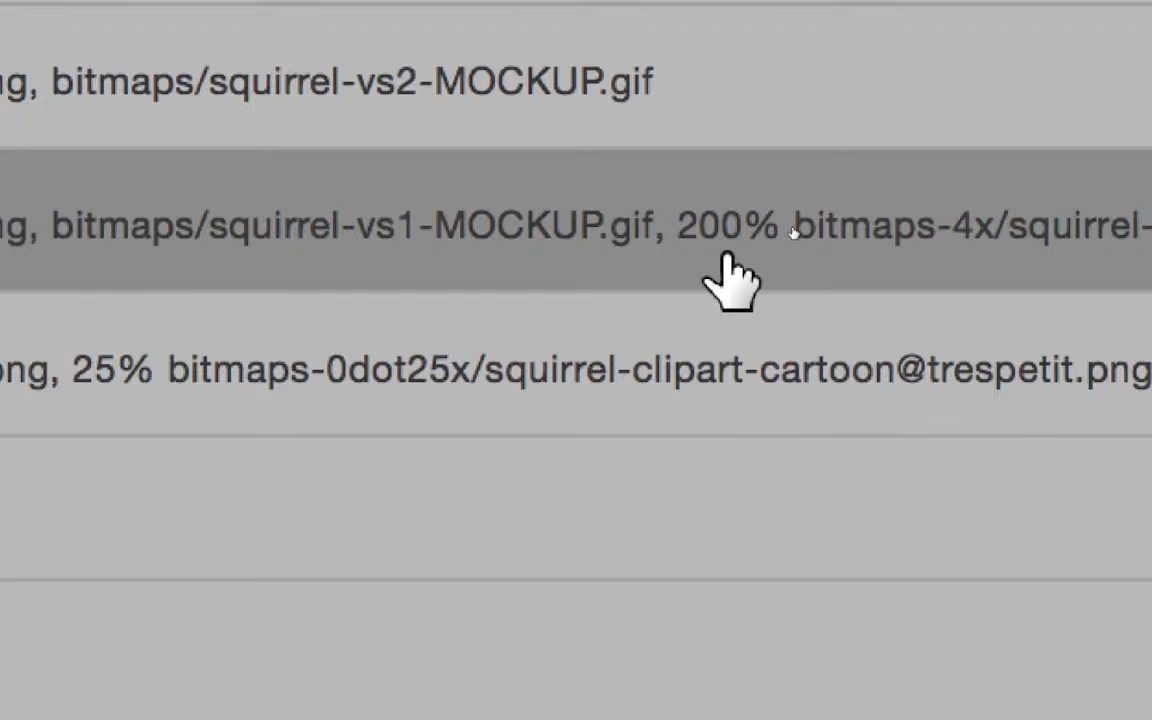 ng, bitmaps/squirrel-vs2-MOCKUP.gif
ng, bitmaps/squirrel-vs1-MOCKUP.gif, 200% bitmaps-4x/squirrel-
ong, 25% bitmaps-0dot25x/squirrel-clipart-cartoon@trespetit.png